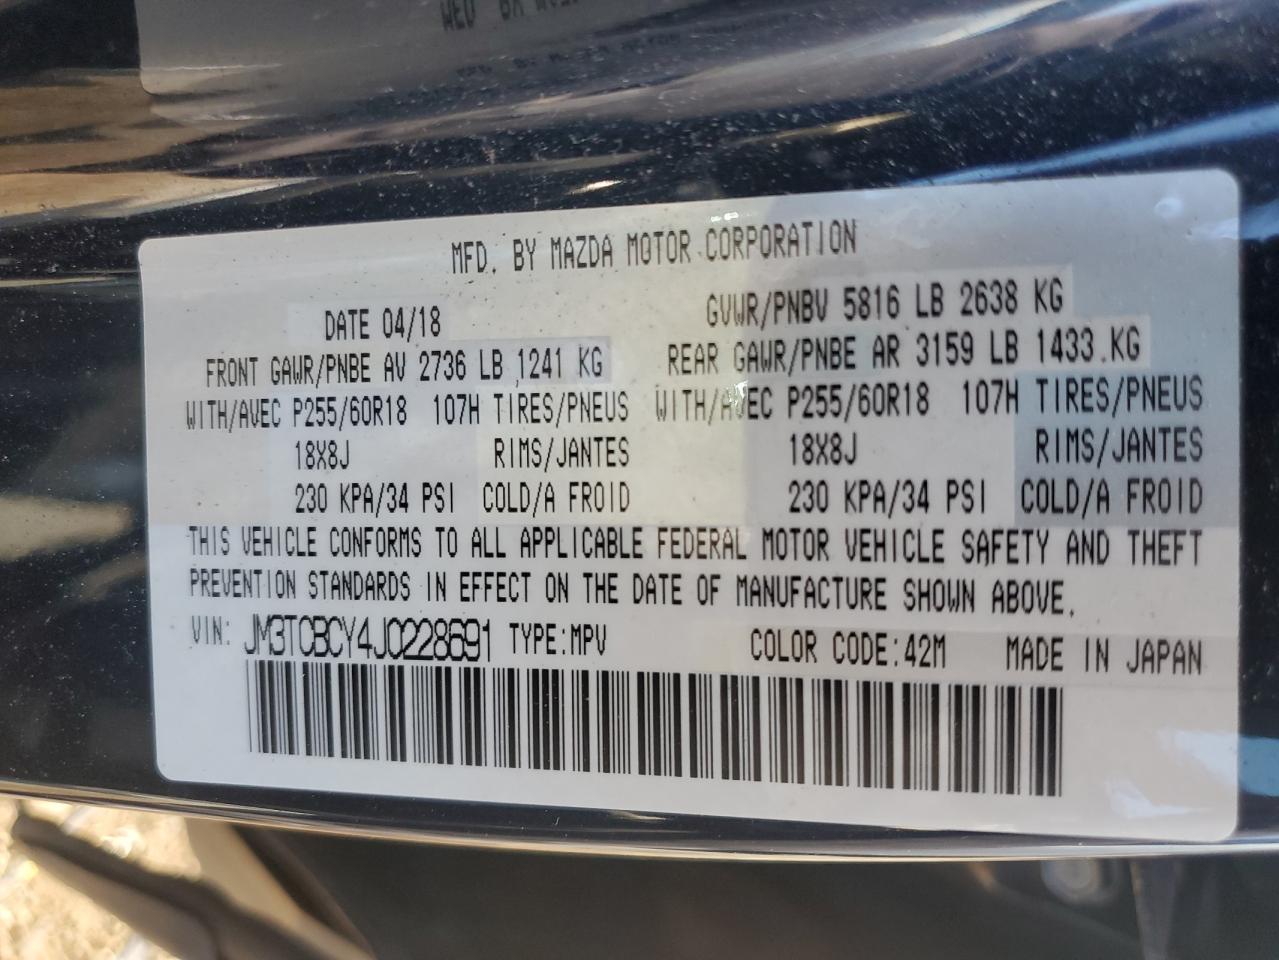 MFD. BY MAZDA MOTOR CORPORATION
DATE 04/18 GVWR/PNBV 5816 LB 2638 KG
FRONT GAWR/PNBE AV 2736 LB 1241 KG REAR GAWR/PNBE AR 3159 LB 1433 KG
WITH/AVEC P255/60R18 107H TIRES/PNEUS WITH/AVEC P255/60R18 107H TIRES/PNEUS
18X8J RIMS/JANTES 18X8J RIMS/JANTES
230 KPA/34 PSI COLD/A FROID 230 KPA/34 PSI COLD/A FROID
THIS VEHICLE CONFORMS TO ALL APPLICABLE FEDERAL MOTOR VEHICLE SAFETY AND THEFT
PREVENTION STANDARDS IN EFFECT ON THE DATE OF MANUFACTURE SHOWN ABOVE.
VIN: JM3TCBCY4J0228691 TYPE:MPV COLOR CODE:42M MADE IN JAPAN